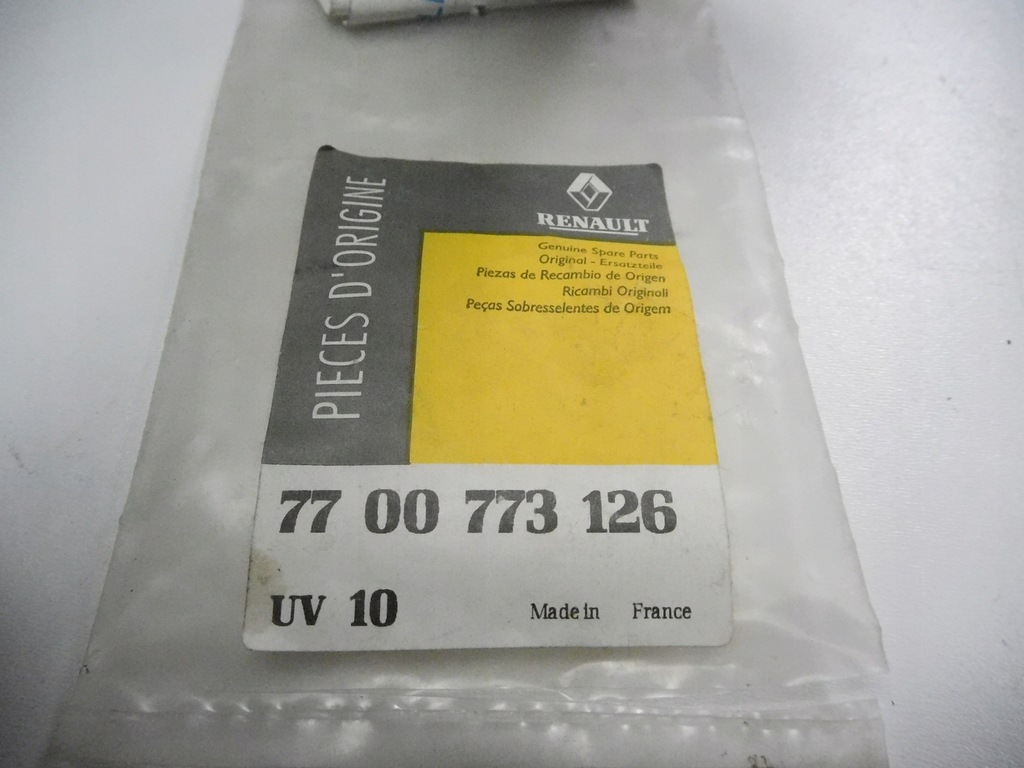 PIECES D'ORIGINE
RENAULT
Genuine Spare Parts
Original - Ersatzteile
Piezas de Recambio de Origen
Ricambi Originali
Peças Sobresselentes de Origem
77 00 773 126
UV 10
Made in France